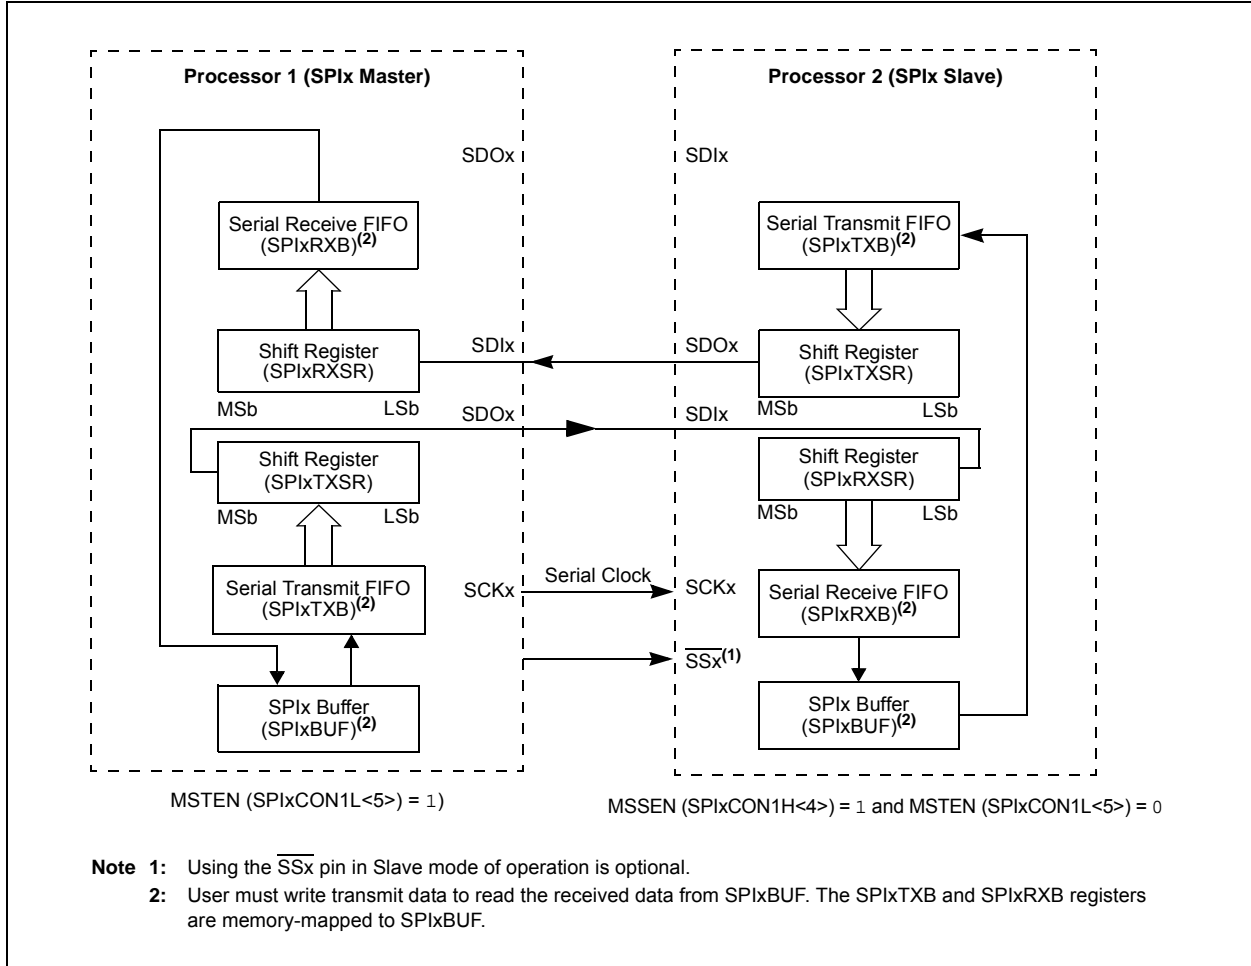 Processor 1 (SPIx Master)
SDOx
Serial Receive FIFO
(SPIxRXB)(2)
Shift Register
(SPIxRXSR)
SDIx
MSb
LSb
SDOx
Shift Register
(SPIxTXSR)
MSb
LSb
Serial Transmit FIFO
(SPIxTXB)(2)
SCKx
SPIx Buffer
(SPIxBUF)(2)
Serial Clock
Processor 2 (SPIx Slave)
SDIx
Serial Transmit FIFO
(SPIxTXB)(2)
SDOx
Shift Register
(SPIxTXSR)
MSb
LSb
SDIx
Shift Register
(SPIxRXSR)
MSb
LSb
SCKx
Serial Receive FIFO
(SPIxRXB)(2)
SSx(1)
SPIx Buffer
(SPIxBUF)(2)
MSTEN (SPIxCON1L<5>) = 1)
MSSEN (SPIxCON1H<4>) = 1 and MSTEN (SPIxCON1L<5>) = 0
Note 1: Using the SSx pin in Slave mode of operation is optional.
2: User must write transmit data to read the received data from SPIxBUF. The SPIxTXB and SPIxRXB registers
are memory-mapped to SPIxBUF.